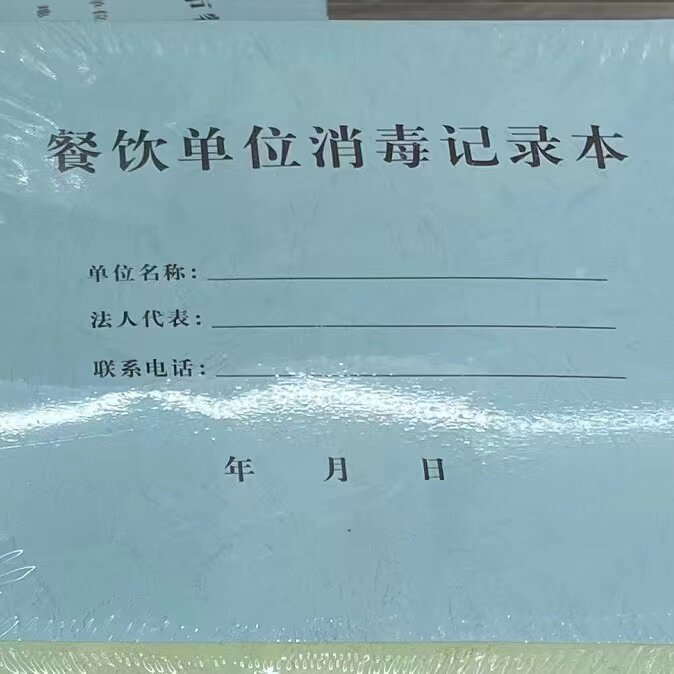 餐饮单位消毒记录本
单位名称：
法人代表：
联系电话：
年 月 日